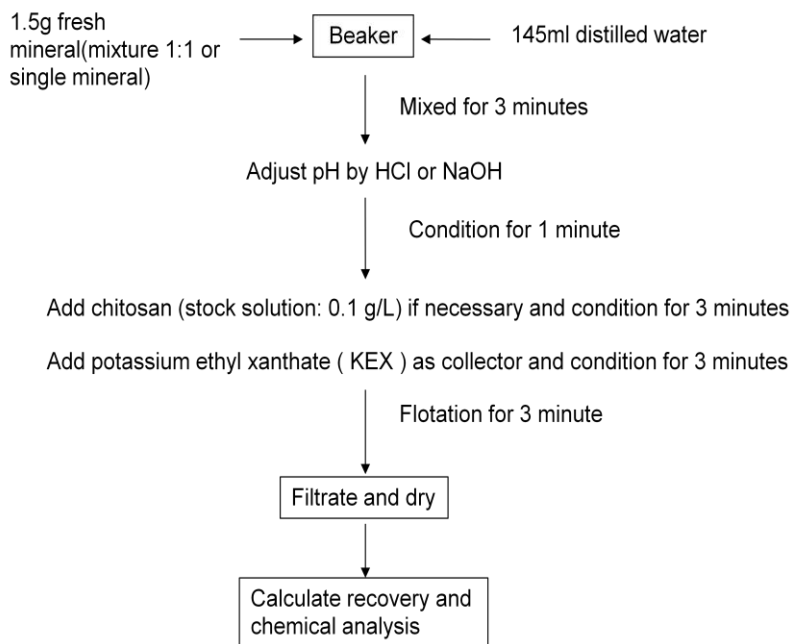 1.5g fresh
mineral(mixture 1:1 or
single mineral)
Beaker
145ml distilled water
Mixed for 3 minutes
Adjust pH by HCl or NaOH
Condition for 1 minute
Add chitosan (stock solution: 0.1 g/L) if necessary and condition for 3 minutes
Add potassium ethyl xanthate ( KEX ) as collector and condition for 3 minutes
Flotation for 3 minute
Filtrate and dry
Calculate recovery and
chemical analysis